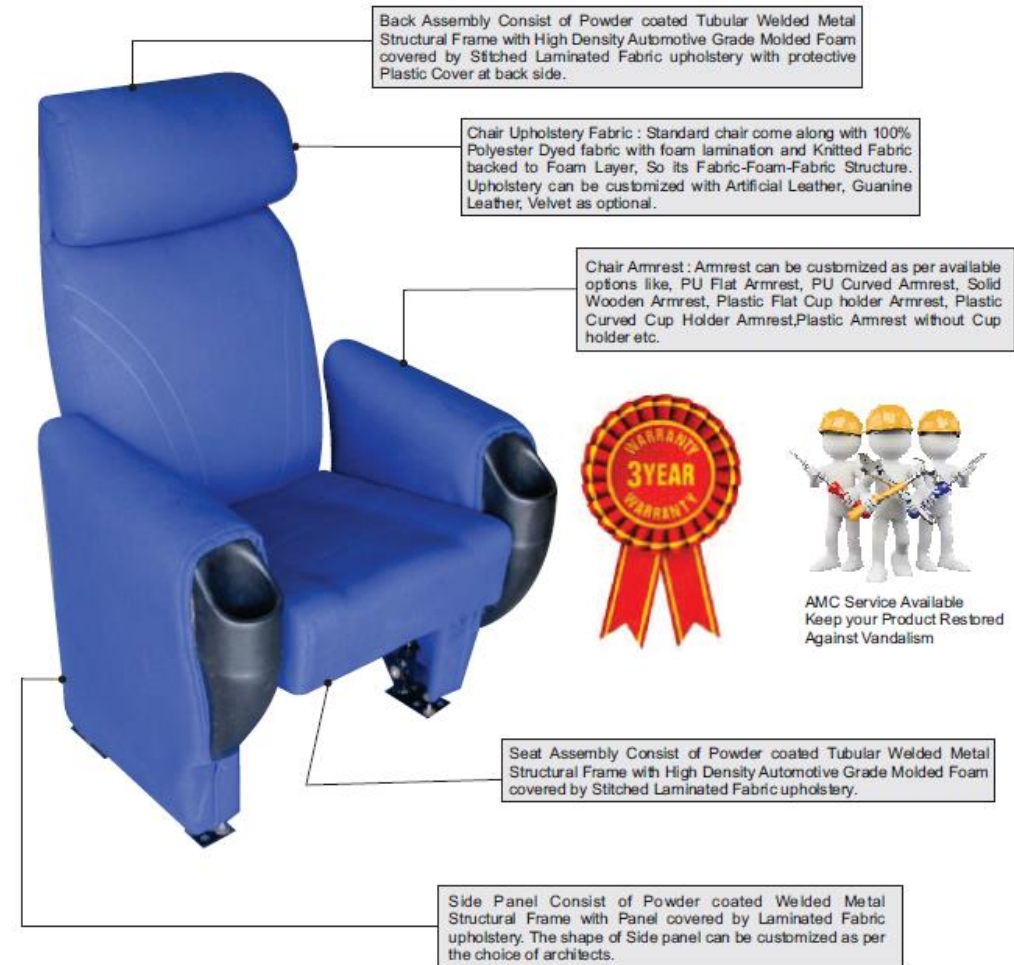 Back Assembly Consist of Powder coated Tubular Welded Metal
Structural Frame with High Density Automotive Grade Molded Foam
covered by Stitched Laminated Fabric upholstery with protective
Plastic Cover at back side.
Chair Upholstery Fabric : Standard chair come along with 100%
Polyester Dyed fabric with foam lamination and Knitted Fabric
backed to Foam Layer, So its Fabric-Foam-Fabric Structure.
Upholstery can be customized with Artificial Leather, Guanine
Leather, Velvet as optional.
Chair Armrest : Armrest can be customized as per available
options like, PU Flat Armrest, PU Curved Armrest, Solid
Wooden Armrest, Plastic Flat Cup holder Armrest, Plastic
Curved Cup Holder Armrest,Plastic Armrest without Cup
holder etc.
WARRANTY
3YEAR
WARRANTY
AMC Service Available
Keep your Product Restored
Against Vandalism
Seat Assembly Consist of Powder coated Tubular Welded Metal
Structural Frame with High Density Automotive Grade Molded Foam
covered by Stitched Laminated Fabric upholstery.
Side Panel Consist of Powder coated Welded Metal
Structural Frame with Panel covered by Laminated Fabric
upholstery. The shape of Side panel can be customized as per
the choice of architects.